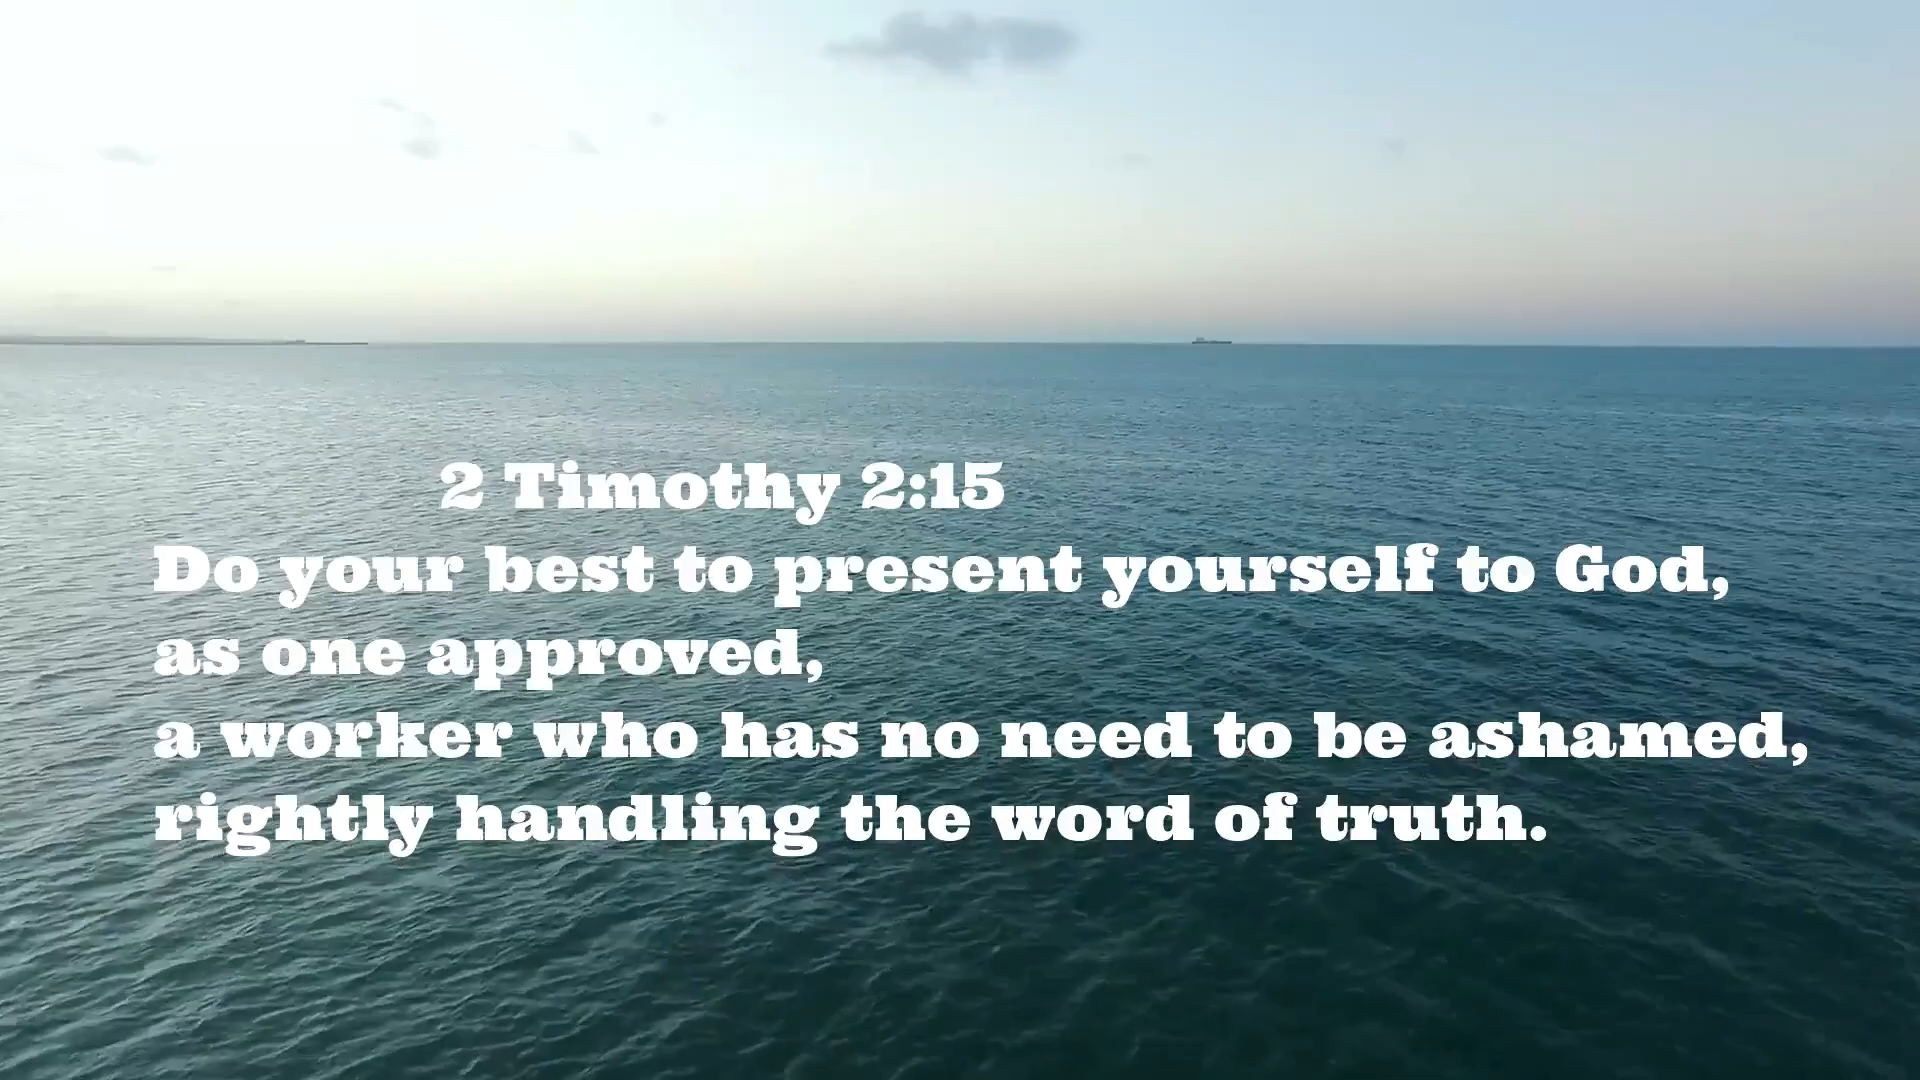 2 Timothy 2:15
Do your best to present yourself to God,
as one approved,
a worker who has no need to be ashamed,
rightly handling the word of truth.